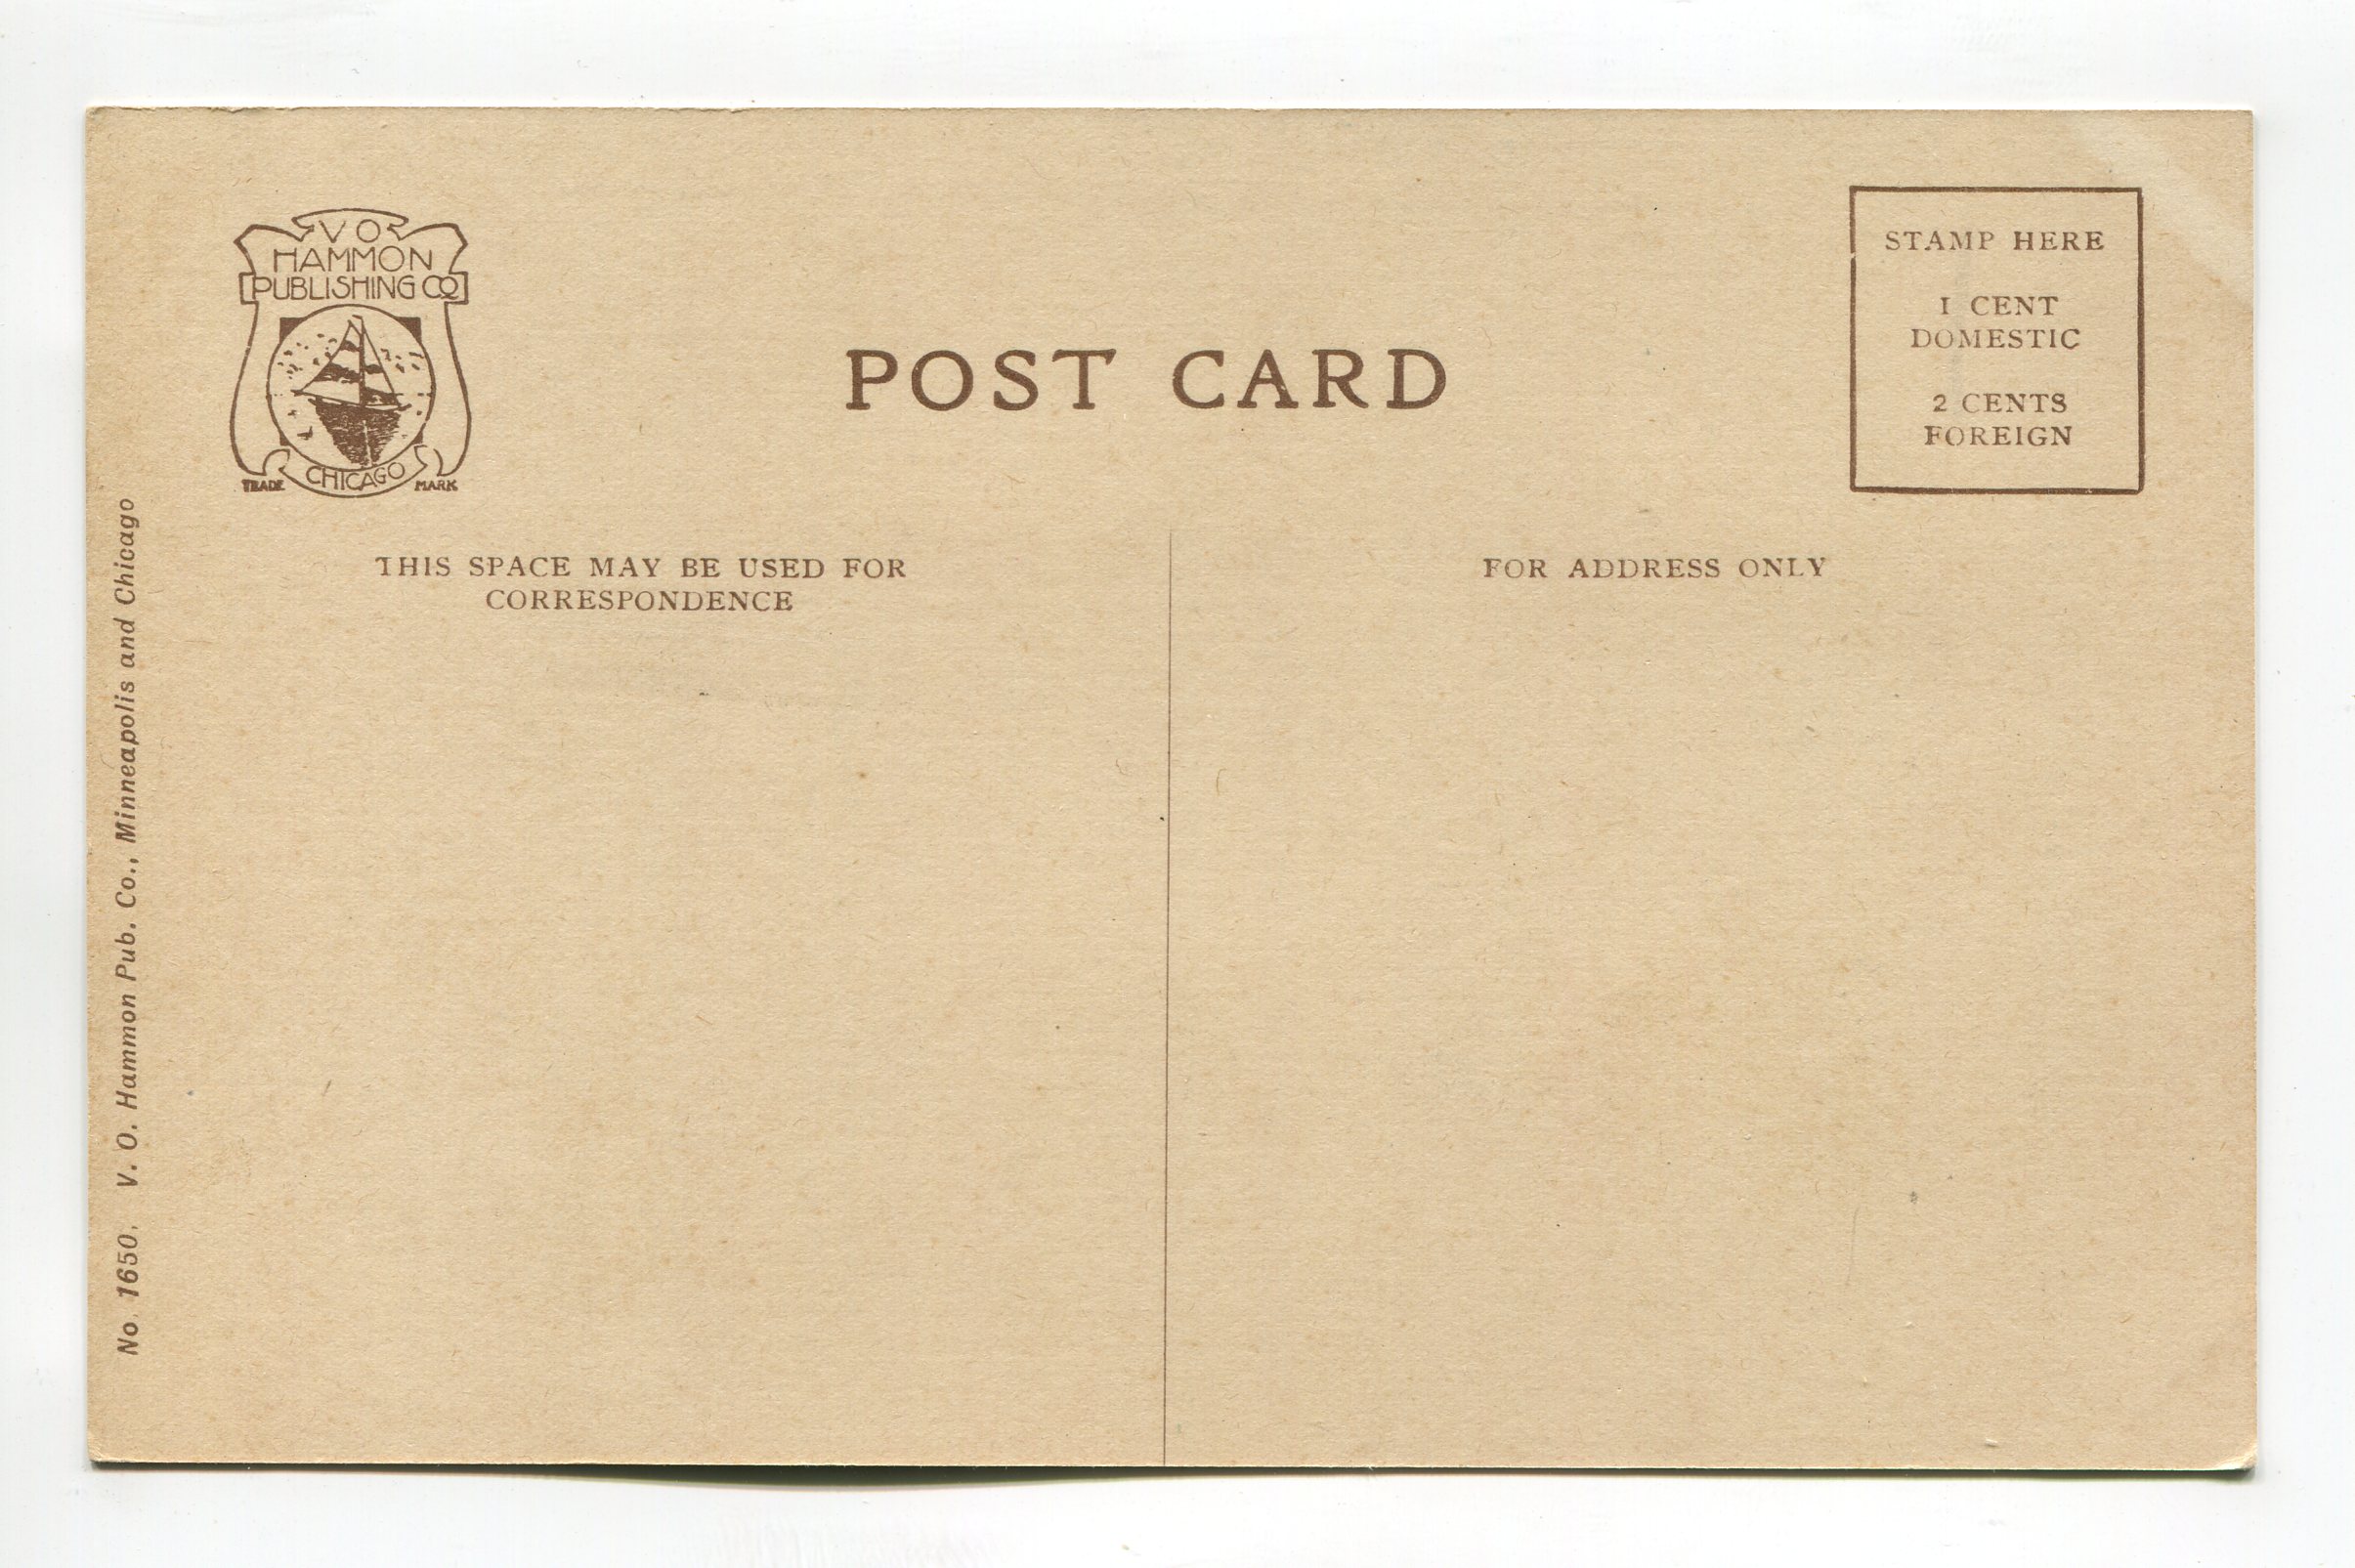 V O
HAMMON
PUBLISHING CO
CHICAGO
TRADE MARK
POST CARD
STAMP HERE
1 CENT
DOMESTIC
2 CENTS
FOREIGN
THIS SPACE MAY BE USED FOR
CORRESPONDENCE
FOR ADDRESS ONLY
No. 1650. V. O. Hammon Pub. Co., Minneapolis and Chicago